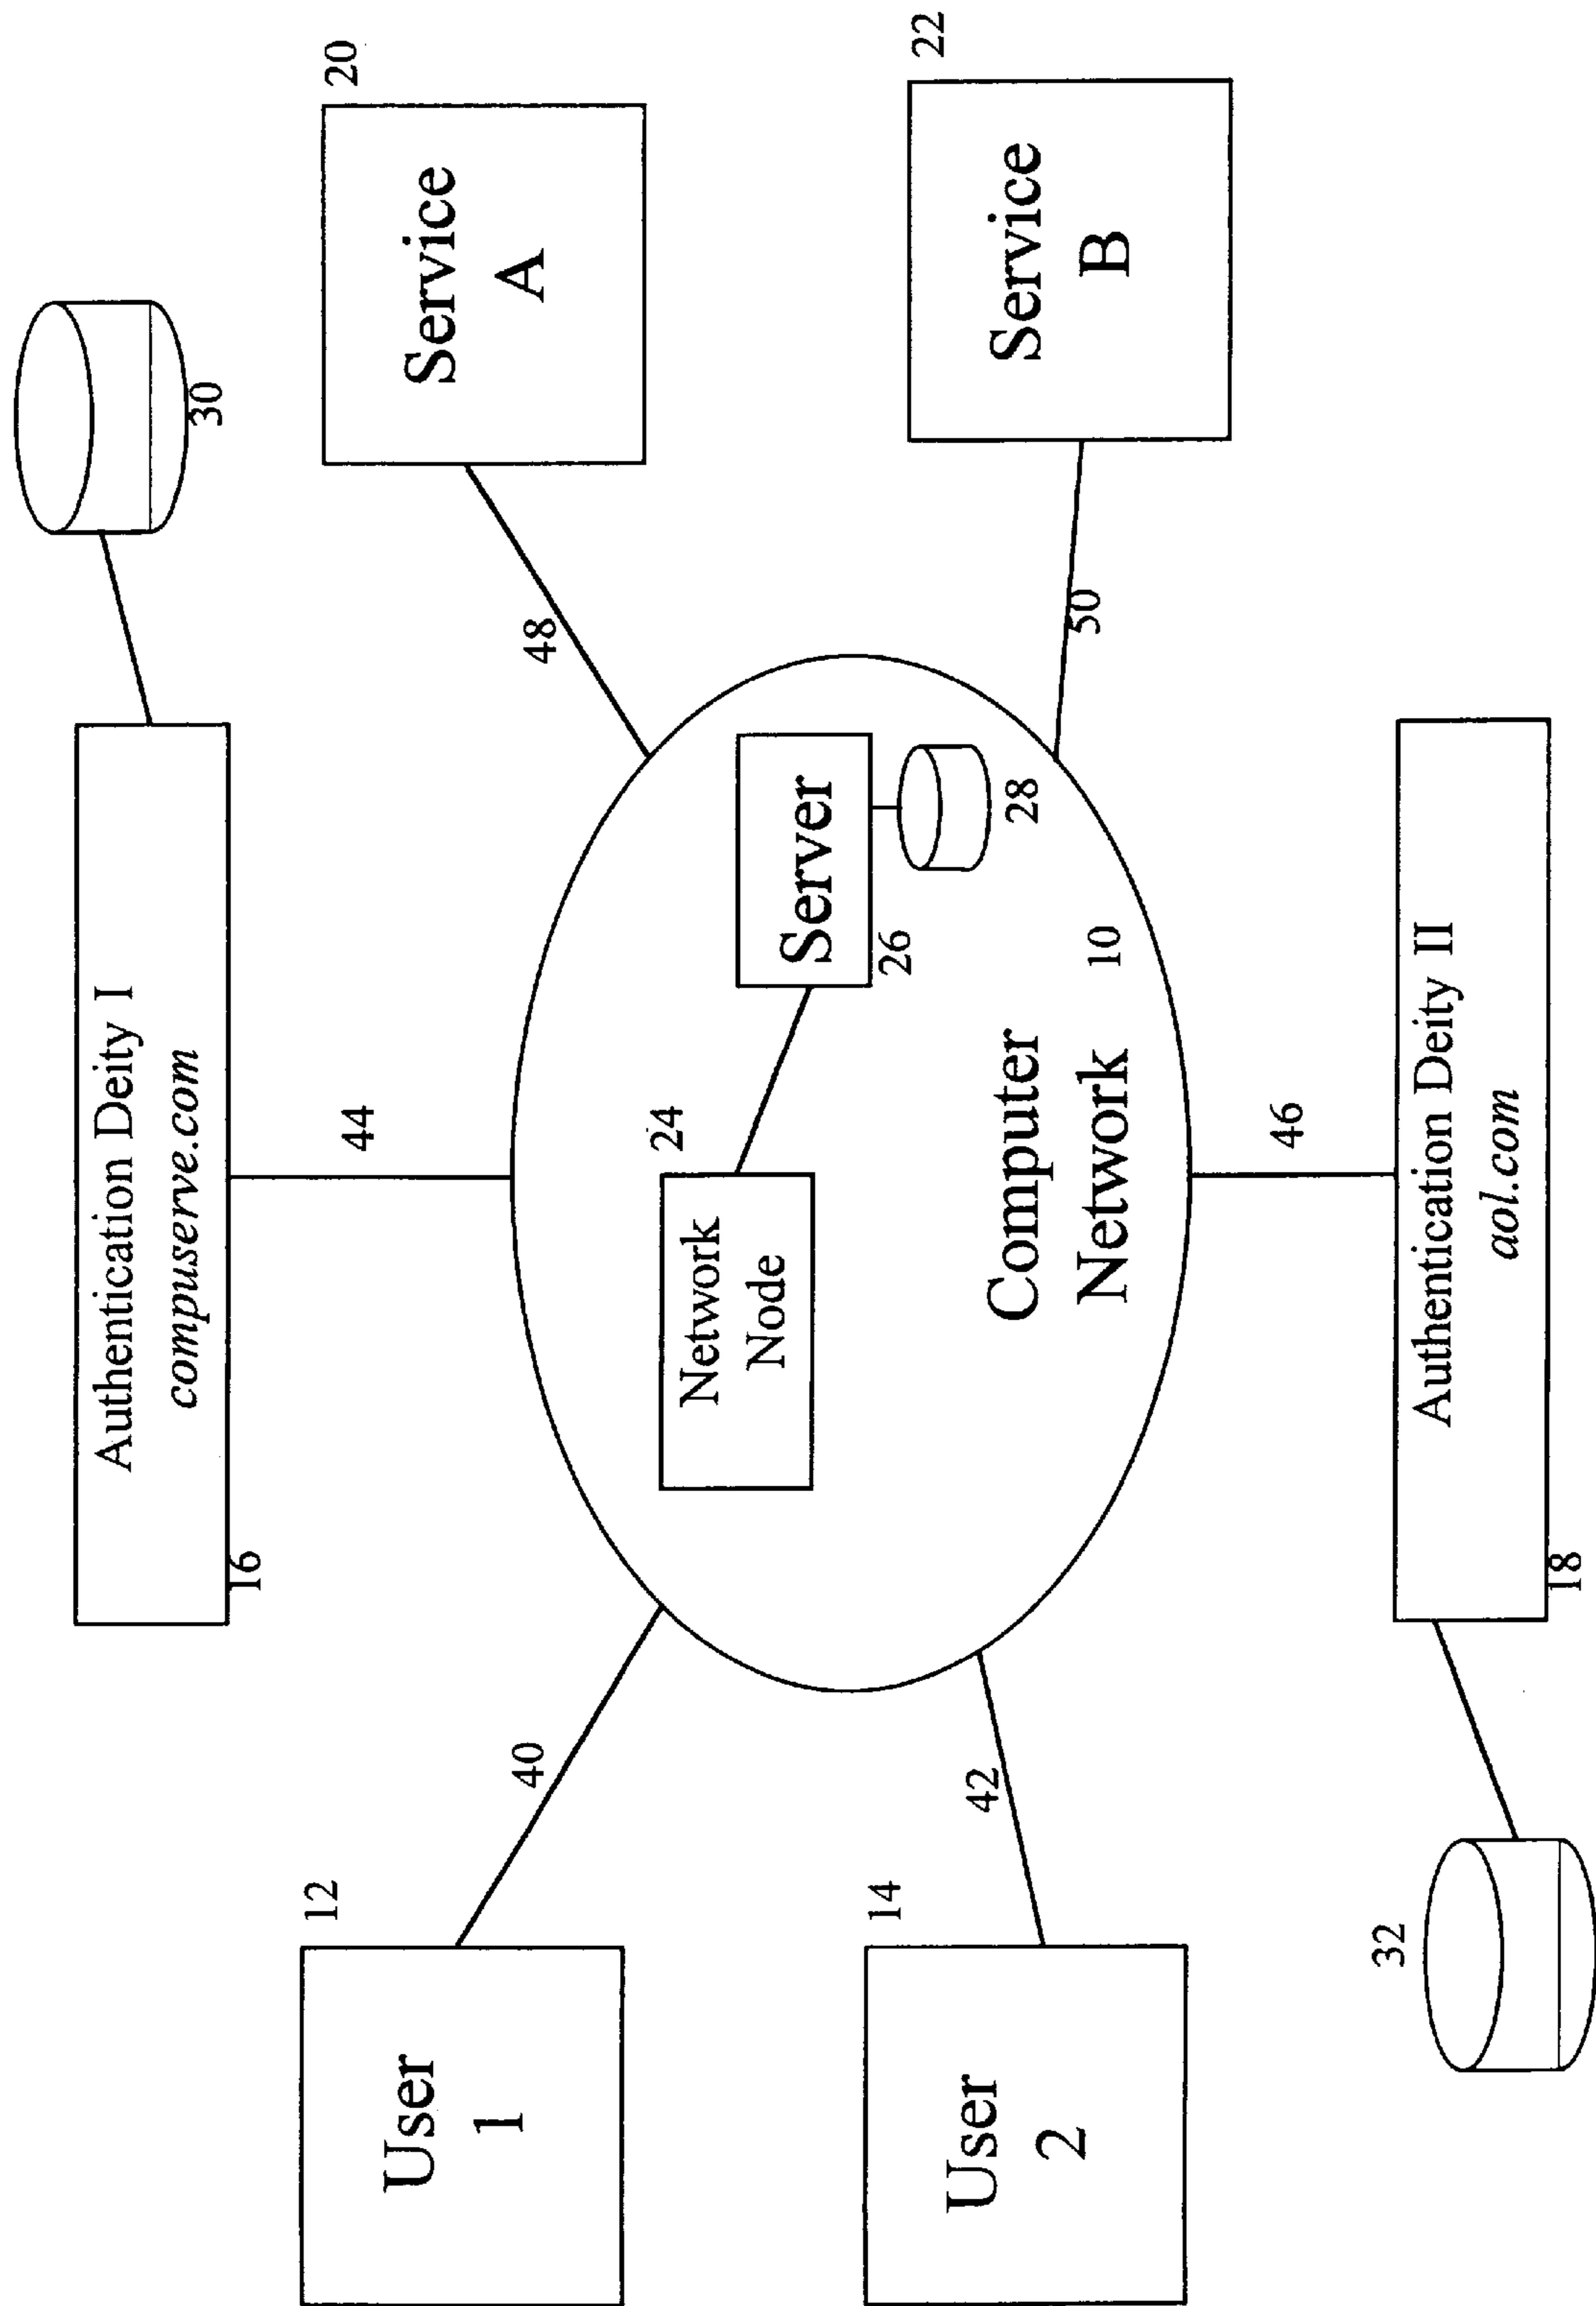 Authentication Deity I
compuserve.com
16
30
44
12
User
1
40
20
Service
A
48
Network
Node
24
Server
26
28
Computer
Network
10
14
User
2
42
22
Service
B
50
46
32
Authentication Deity II
aol.com
18